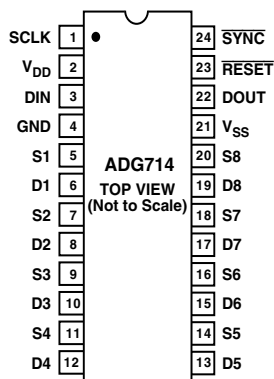 SCLK 1 24 SYNC
VDD 2 23 RESET
DIN 3 22 DOUT
GND 4 21 VSS
S1 5 20 S8
D1 6 19 D8
S2 7 18 S7
D2 8 17 D7
S3 9 16 S6
D3 10 15 D6
S4 11 14 S5
D4 12 13 D5
ADG714
TOP VIEW
(Not to Scale)